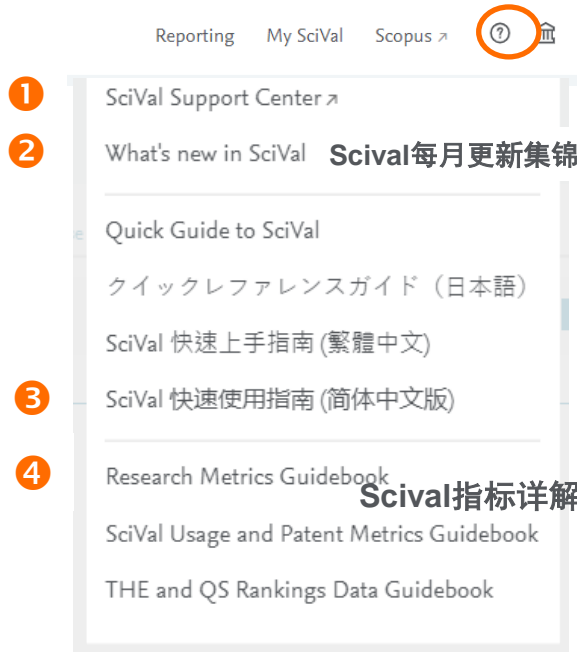 Reporting My SciVal Scopus ↗ ?
1 SciVal Support Center ↗
2 What's new in SciVal Scival每月更新集锦
Quick Guide to SciVal
クイックレファレンスガイド（日本語）
SciVal 快速上手指南 (繁體中文)
3 SciVal 快速使用指南 (简体中文版)
4 Research Metrics Guidebook Scival指标详解
SciVal Usage and Patent Metrics Guidebook
THE and QS Rankings Data Guidebook